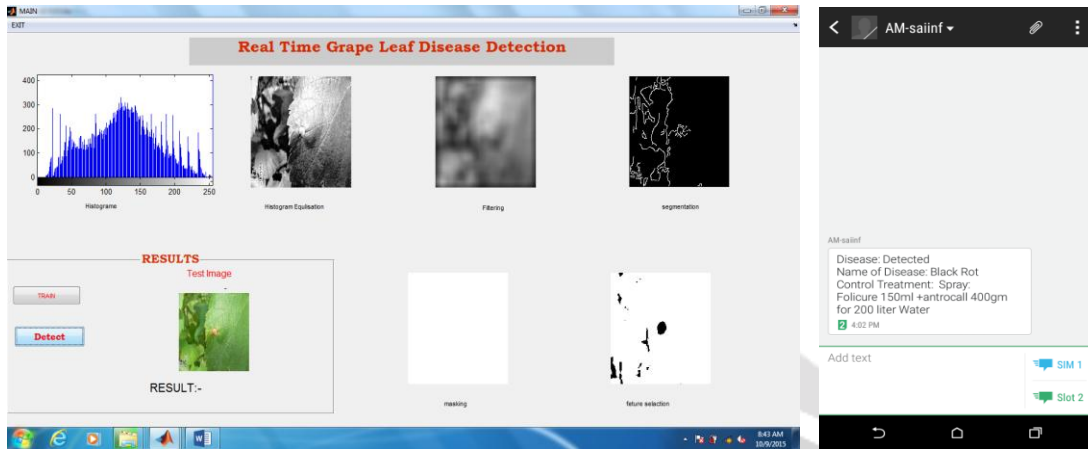 MAIN
EXIT
Real Time Grape Leaf Disease Detection
400
300
200
100
0
0 50 100 150 200 250
Histograme
Histogram Equlisation
Filtering
segmentation
RESULTS
Test Image
-
TRAIN
Detect
RESULT:-
masking
feture selection
8:43 AM
10/9/2015
AM-saiinf
AM-saiinf
Disease: Detected
Name of Disease: Black Rot
Control Treatment: Spray:
Folicure 150ml +antrocall 400gm
for 200 liter Water
2 4:02 PM
Add text
SIM 1
Slot 2